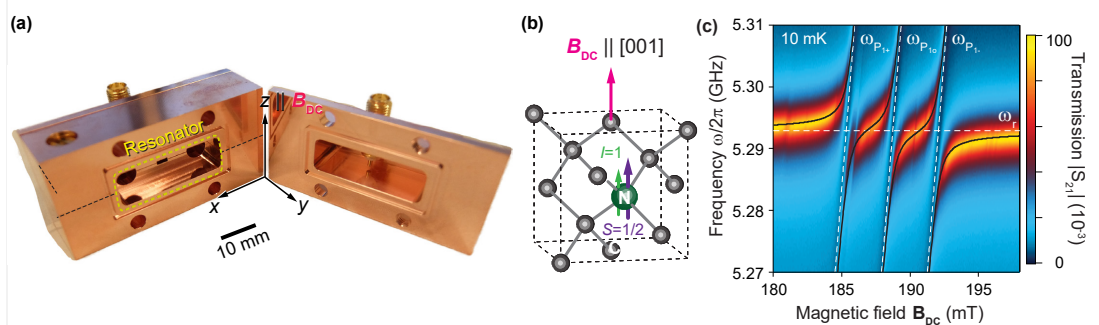 (a)
z || B_DC
Resonator
x
y
10 mm
(b)
B_DC || [001]
I=1
N
S=1/2
C
(c)
10 mK
ω_P1+
ω_P1o
ω_P1-
ω_r
5.31
5.30
5.29
5.28
5.27
Frequency ω/2π (GHz)
180
185
190
195
Magnetic field B_DC (mT)
100
0
Transmission |S_21| (10^-3)